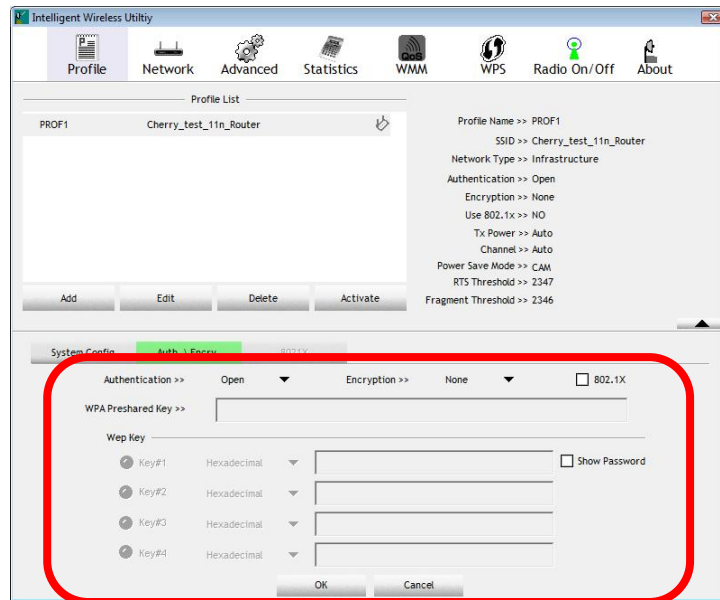 Intelligent Wireless Utiltiy
Profile Network Advanced Statistics WMM WPS Radio On/Off About
QoS
Profile List
PROF1 Cherry_test_11n_Router
Profile Name >> PROF1
SSID >> Cherry_test_11n_Router
Network Type >> Infrastructure
Authentication >> Open
Encryption >> None
Use 802.1x >> NO
Tx Power >> Auto
Channel >> Auto
Power Save Mode >> CAM
RTS Threshold >> 2347
Fragment Threshold >> 2346
Add Edit Delete Activate
System Config Auth. \ Encry. 8021X
Authentication >> Open Encryption >> None 802.1X
WPA Preshared Key >>
Wep Key
Key#1 Hexadecimal Show Password
Key#2 Hexadecimal
Key#3 Hexadecimal
Key#4 Hexadecimal
OK Cancel